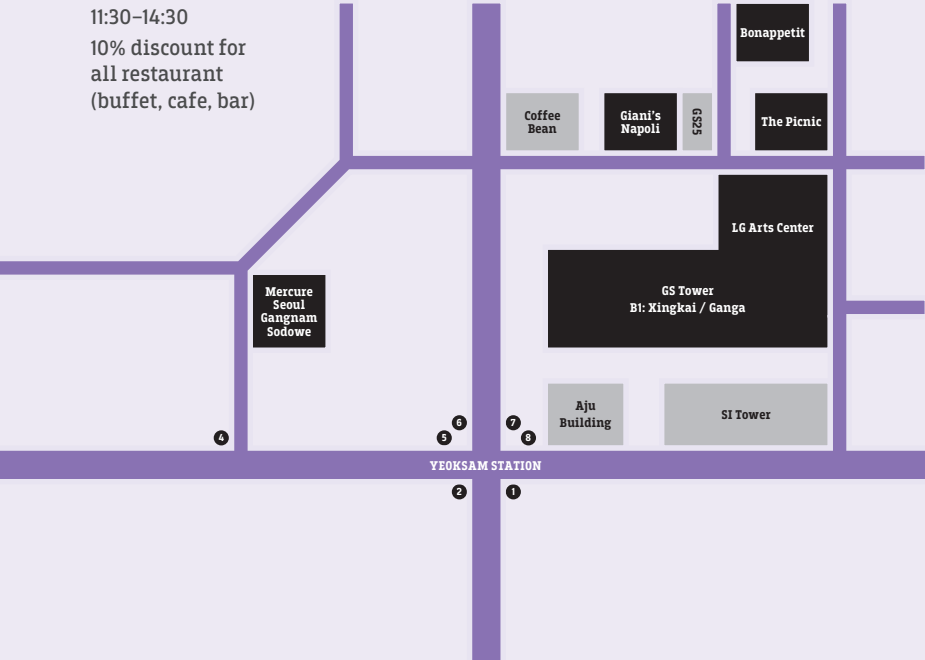 11:30–14:30
10% discount for
all restaurant
(buffet, cafe, bar)
Bonappetit
Coffee
Bean
Giani's
Napoli
GS25
The Picnic
LG Arts Center
GS Tower
B1: Xingkai / Ganga
Mercure
Seoul
Gangnam
Sodowe
Aju
Building
SI Tower
4
6
5
7
8
YEOKSAM STATION
2
1